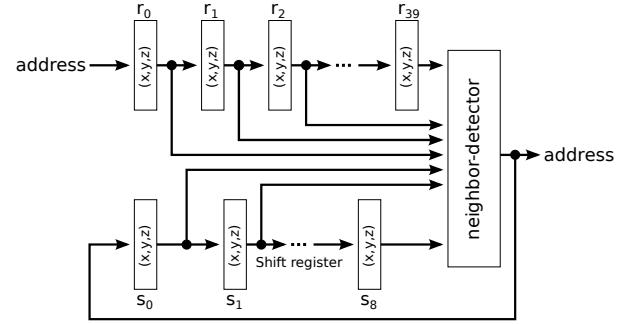 r0 r1 r2 r39
address (x,y,z) (x,y,z) (x,y,z) ... (x,y,z)
neighbor-detector
address
(x,y,z) (x,y,z) ... (x,y,z)
Shift register
s0 s1 s8